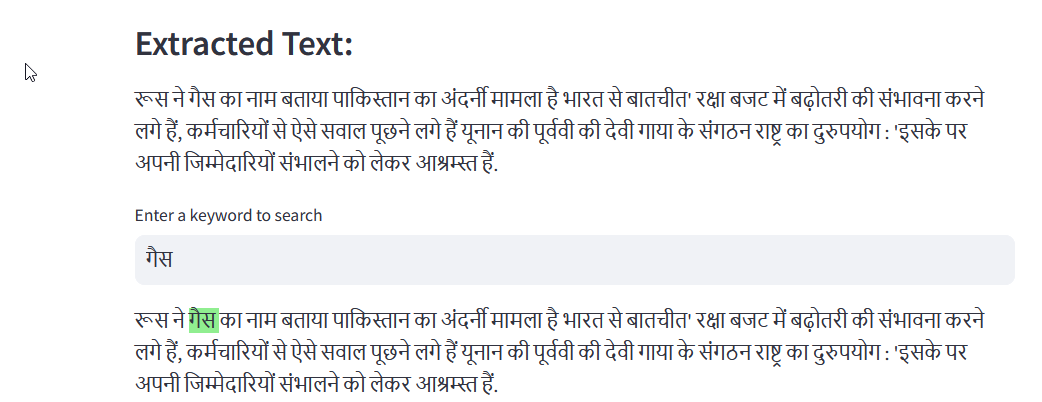 Extracted Text:
रूस ने गैस का नाम बताया पाकिस्तान का अंदर्नी मामला है भारत से बातचीत' रक्षा बजट में बढ़ोतरी की संभावना करने
लगे हैं, कर्मचारियों से ऐसे सवाल पूछने लगे हैं यूनान की पूर्ववी की देवी गाया के संगठन राष्ट्र का दुरुपयोग : 'इसके पर
अपनी जिम्मेदारियों संभालने को लेकर आश्रम्स्त हैं.
Enter a keyword to search
गैस
रूस ने गैस का नाम बताया पाकिस्तान का अंदर्नी मामला है भारत से बातचीत' रक्षा बजट में बढ़ोतरी की संभावना करने
लगे हैं, कर्मचारियों से ऐसे सवाल पूछने लगे हैं यूनान की पूर्ववी की देवी गाया के संगठन राष्ट्र का दुरुपयोग : 'इसके पर
अपनी जिम्मेदारियों संभालने को लेकर आश्रम्स्त हैं.